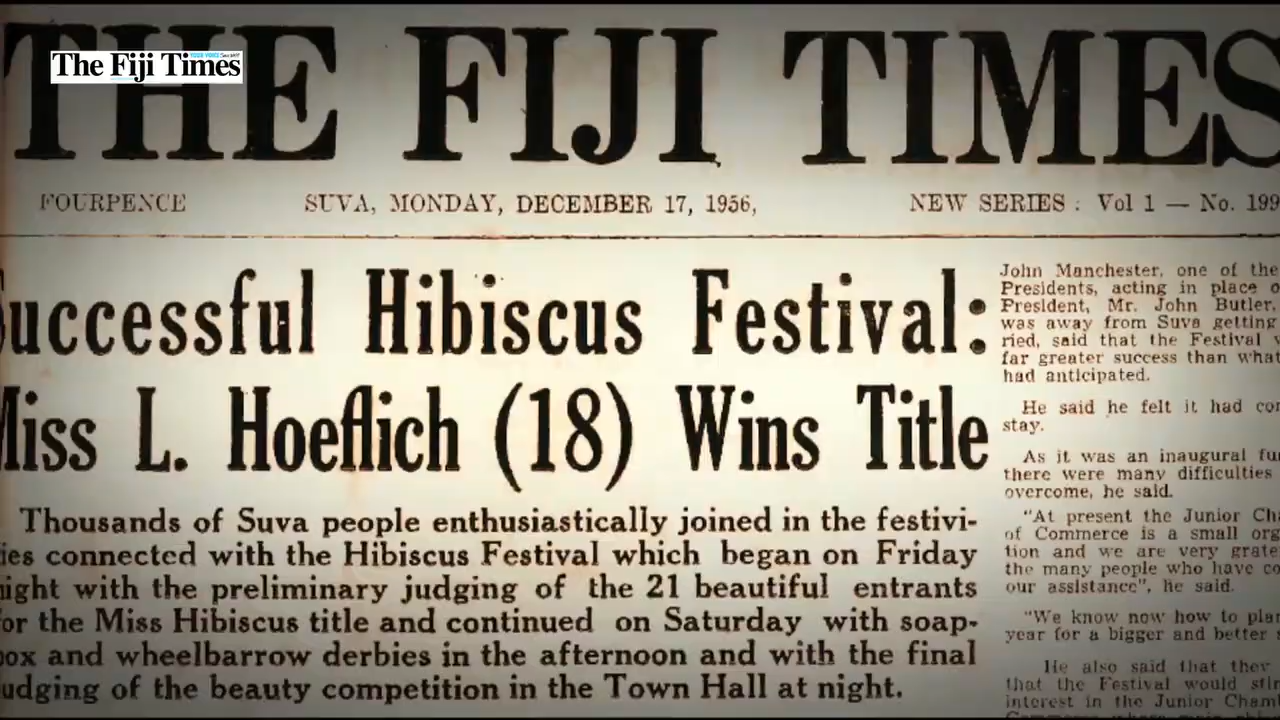 THE FIJI TIMES
The Fiji Times
FOURPENCE SUVA, MONDAY, DECEMBER 17, 1956, NEW SERIES : Vol 1 — No. 199
Successful Hibiscus Festival:
Miss L. Hoeflich (18) Wins Title
Thousands of Suva people enthusiastically joined in the festivi-
ies connected with the Hibiscus Festival which began on Friday
ight with the preliminary judging of the 21 beautiful entrants
or the Miss Hibiscus title and continued on Saturday with soap-
ox and wheelbarrow derbies in the afternoon and with the final
udging of the beauty competition in the Town Hall at night.
John Manchester, one of the
Presidents, acting in place o
President, Mr. John Butler,
was away from Suva getting
ried, said that the Festival
far greater success than what
had anticipated.
He said he felt it had co
stay.
As it was an inaugural fu
there were many difficulties
overcome, he said.
"At present the Junior Cha
of Commerce is a small org
tion and we are very grate
the many people who have co
our assistance", he said.
"We know now how to plan
year for a bigger and better
He also said that they
that the Festival would stim
interest in the Junior Cham